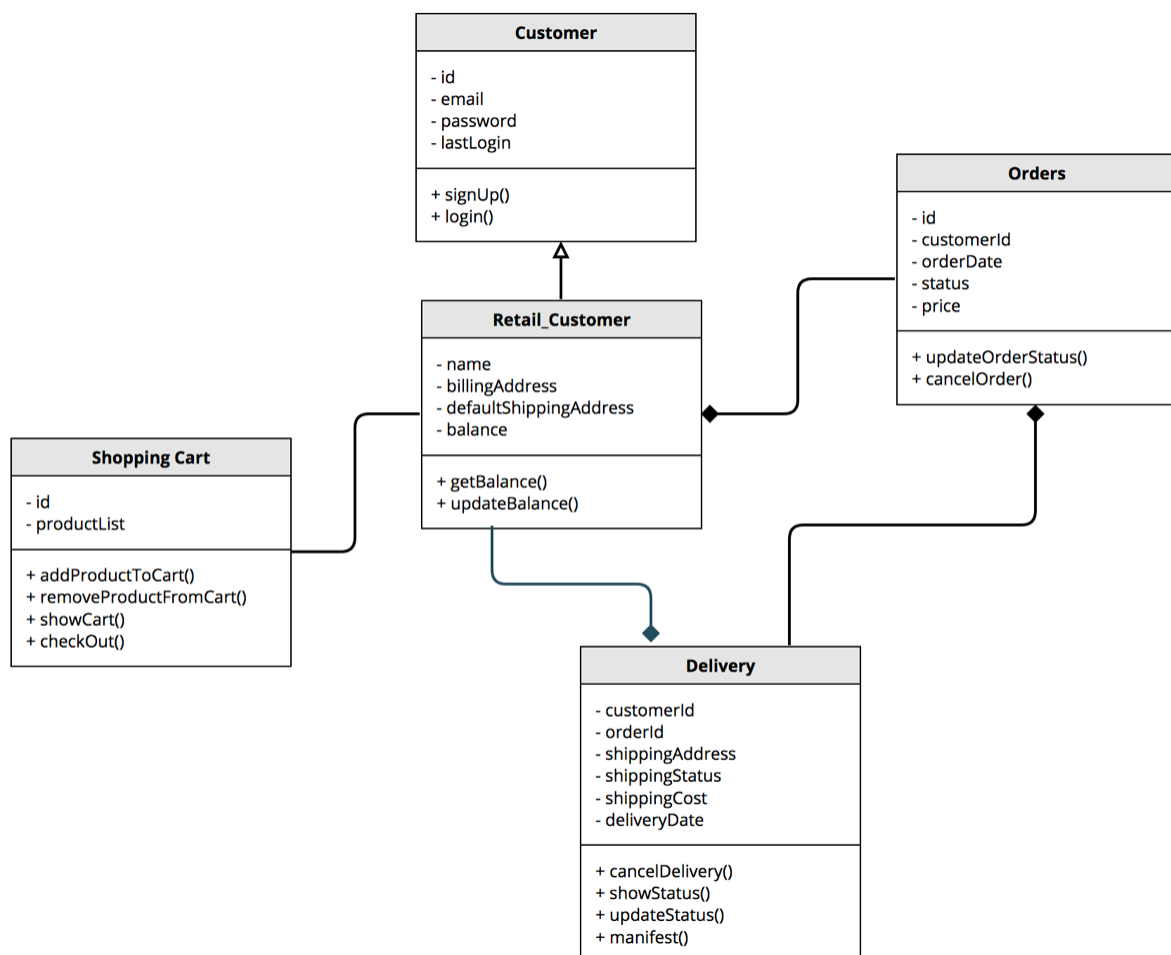 Customer
- id
- email
- password
- lastLogin
+ signUp()
+ login()
Orders
- id
- customerId
- orderDate
- status
- price
+ updateOrderStatus()
+ cancelOrder()
Retail_Customer
- name
- billingAddress
- defaultShippingAddress
- balance
+ getBalance()
+ updateBalance()
Shopping Cart
- id
- productList
+ addProductToCart()
+ removeProductFromCart()
+ showCart()
+ checkOut()
Delivery
- customerId
- orderId
- shippingAddress
- shippingStatus
- shippingCost
- deliveryDate
+ cancelDelivery()
+ showStatus()
+ updateStatus()
+ manifest()